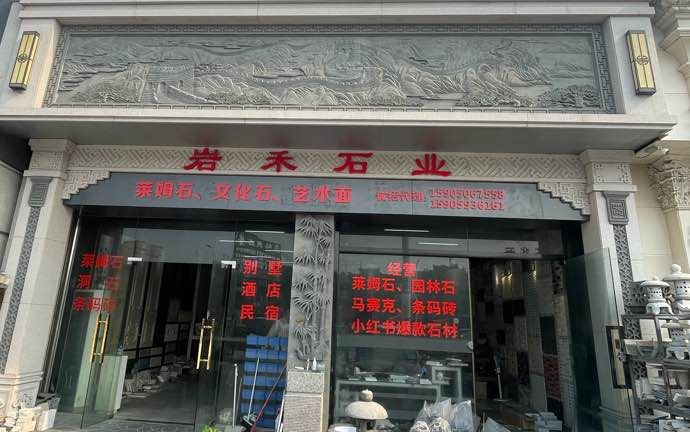 岩禾石业
莱姆石、文化石、艺术面
诚招代理:15905067558
15905936161
莱姆石
洞石
条码砖
别墅
酒店
民宿
经营
莱姆石、园林石
马赛克、条码砖
小红书爆款石材